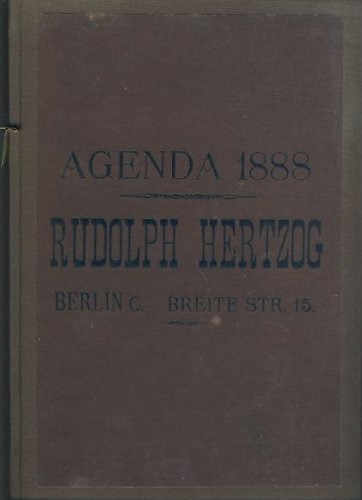 AGENDA 1888
RUDOLPH HERTZOG
BERLIN C. BREITE STR. 15.